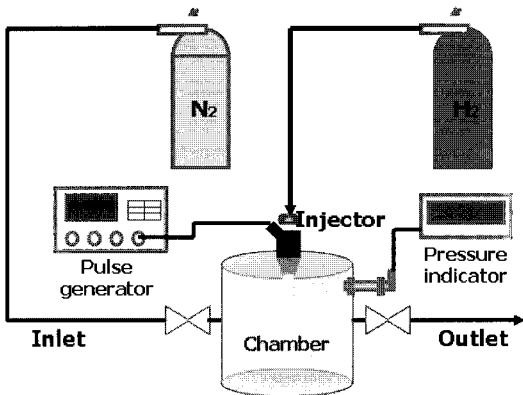 N2
H2
Injector
Pulse
generator
Pressure
indicator
Inlet
Chamber
Outlet